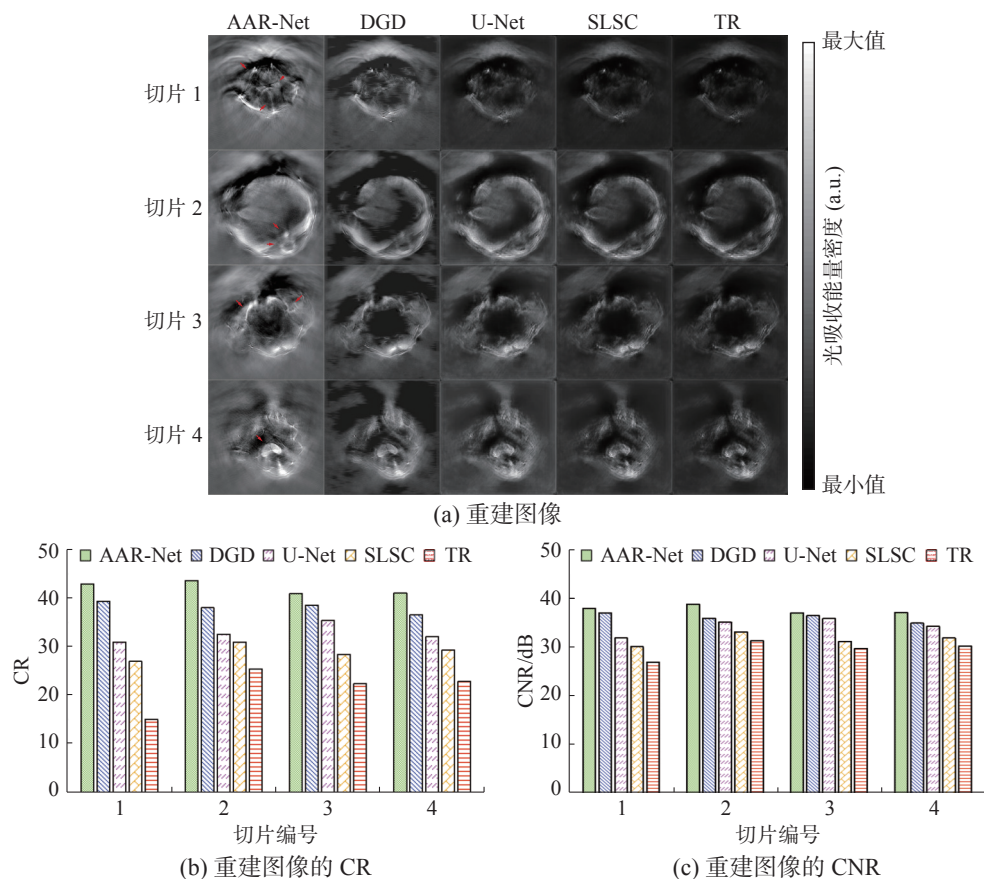 AAR-Net DGD U-Net SLSC TR
最大值
切片 1
切片 2
切片 3
切片 4
光吸收能量密度 (a.u.)
最小值
(a) 重建图像
50
40
30
20
10
0
CR
AAR-Net DGD U-Net SLSC TR
1 2 3 4
切片编号
(b) 重建图像的 CR
50
40
30
20
10
0
CNR/dB
AAR-Net DGD U-Net SLSC TR
1 2 3 4
切片编号
(c) 重建图像的 CNR